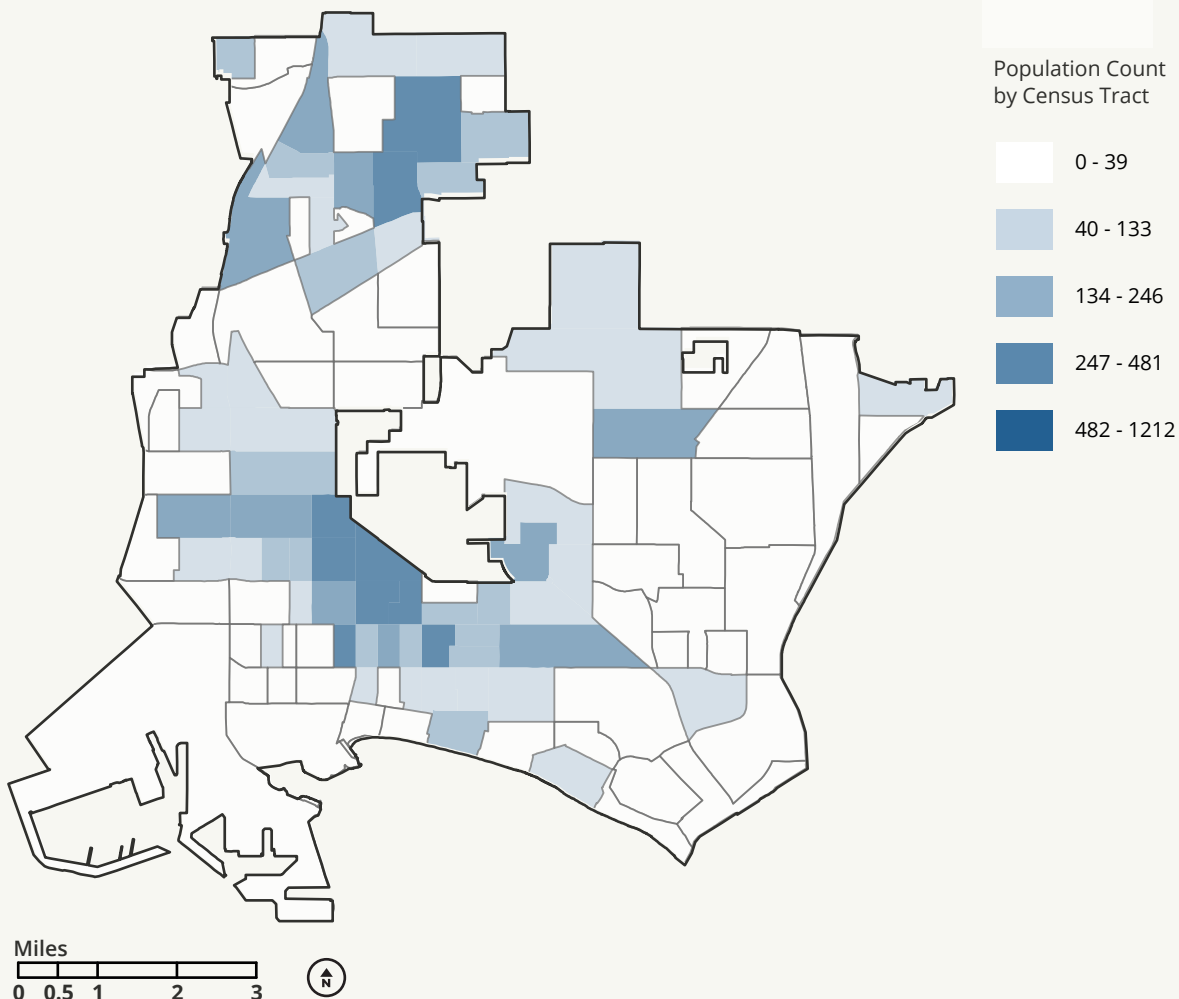 Population Count
by Census Tract
0 - 39
40 - 133
134 - 246
247 - 481
482 - 1212
Miles
0 0.5 1 2 3
N